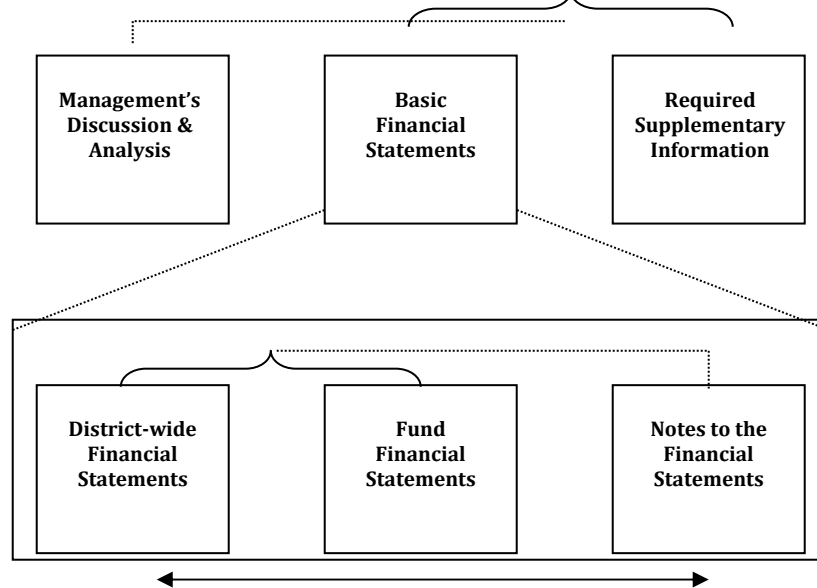 Management’s
Discussion &
Analysis
Basic
Financial
Statements
Required
Supplementary
Information
District-wide
Financial
Statements
Fund
Financial
Statements
Notes to the
Financial
Statements